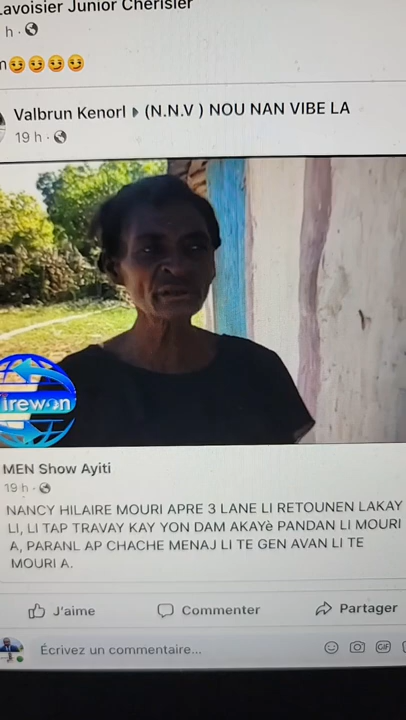 Lavoisier Junior Cherisier
h ·
Valbrun Kenorl ▸ (N.N.V ) NOU NAN VIBE LA
19 h ·
irewon
MEN Show Ayiti
19 h ·
NANCY HILAIRE MOURI APRE 3 LANE LI RETOUNEN LAKAY
LI, LI TAP TRAVAY KAY YON DAM AKAYè PANDAN LI MOURI
A, PARANL AP CHACHE MENAJ LI TE GEN AVAN LI TE
MOURI A.
J'aime Commenter Partager
Écrivez un commentaire... GIF